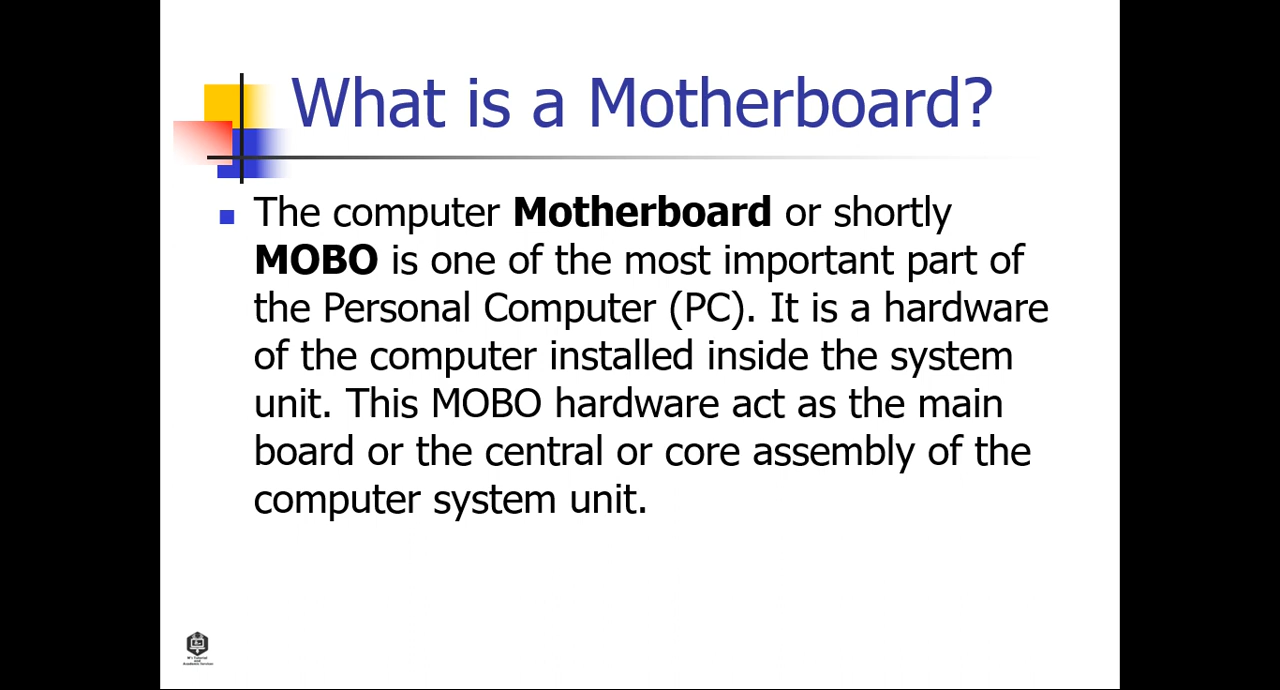 What is a Motherboard?
The computer Motherboard or shortly
MOBO is one of the most important part of
the Personal Computer (PC). It is a hardware
of the computer installed inside the system
unit. This MOBO hardware act as the main
board or the central or core assembly of the
computer system unit.